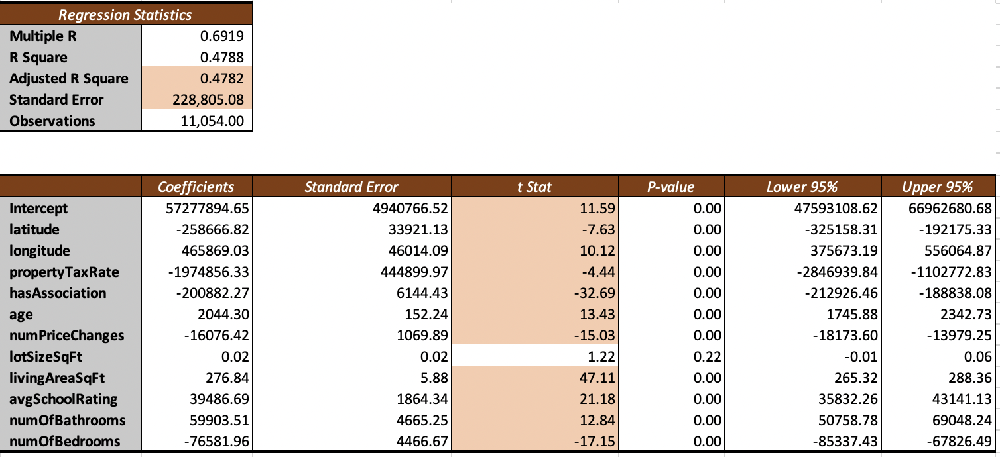 Regression Statistics
Multiple R 0.6919
R Square 0.4788
Adjusted R Square 0.4782
Standard Error 228,805.08
Observations 11,054.00
Coefficients Standard Error t Stat P-value Lower 95% Upper 95%
Intercept 57277894.65 4940766.52 11.59 0.00 47593108.62 66962680.68
latitude -258666.82 33921.13 -7.63 0.00 -325158.31 -192175.33
longitude 465869.03 46014.09 10.12 0.00 375673.19 556064.87
propertyTaxRate -1974856.33 444899.97 -4.44 0.00 -2846939.84 -1102772.83
hasAssociation -200882.27 6144.43 -32.69 0.00 -212926.46 -188838.08
age 2044.30 152.24 13.43 0.00 1745.88 2342.73
numPriceChanges -16076.42 1069.89 -15.03 0.00 -18173.60 -13979.25
lotSizeSqFt 0.02 0.02 1.22 0.22 -0.01 0.06
livingAreaSqFt 276.84 5.88 47.11 0.00 265.32 288.36
avgSchoolRating 39486.69 1864.34 21.18 0.00 35832.26 43141.13
numOfBathrooms 59903.51 4665.25 12.84 0.00 50758.78 69048.24
numOfBedrooms -76581.96 4466.67 -17.15 0.00 -85337.43 -67826.49